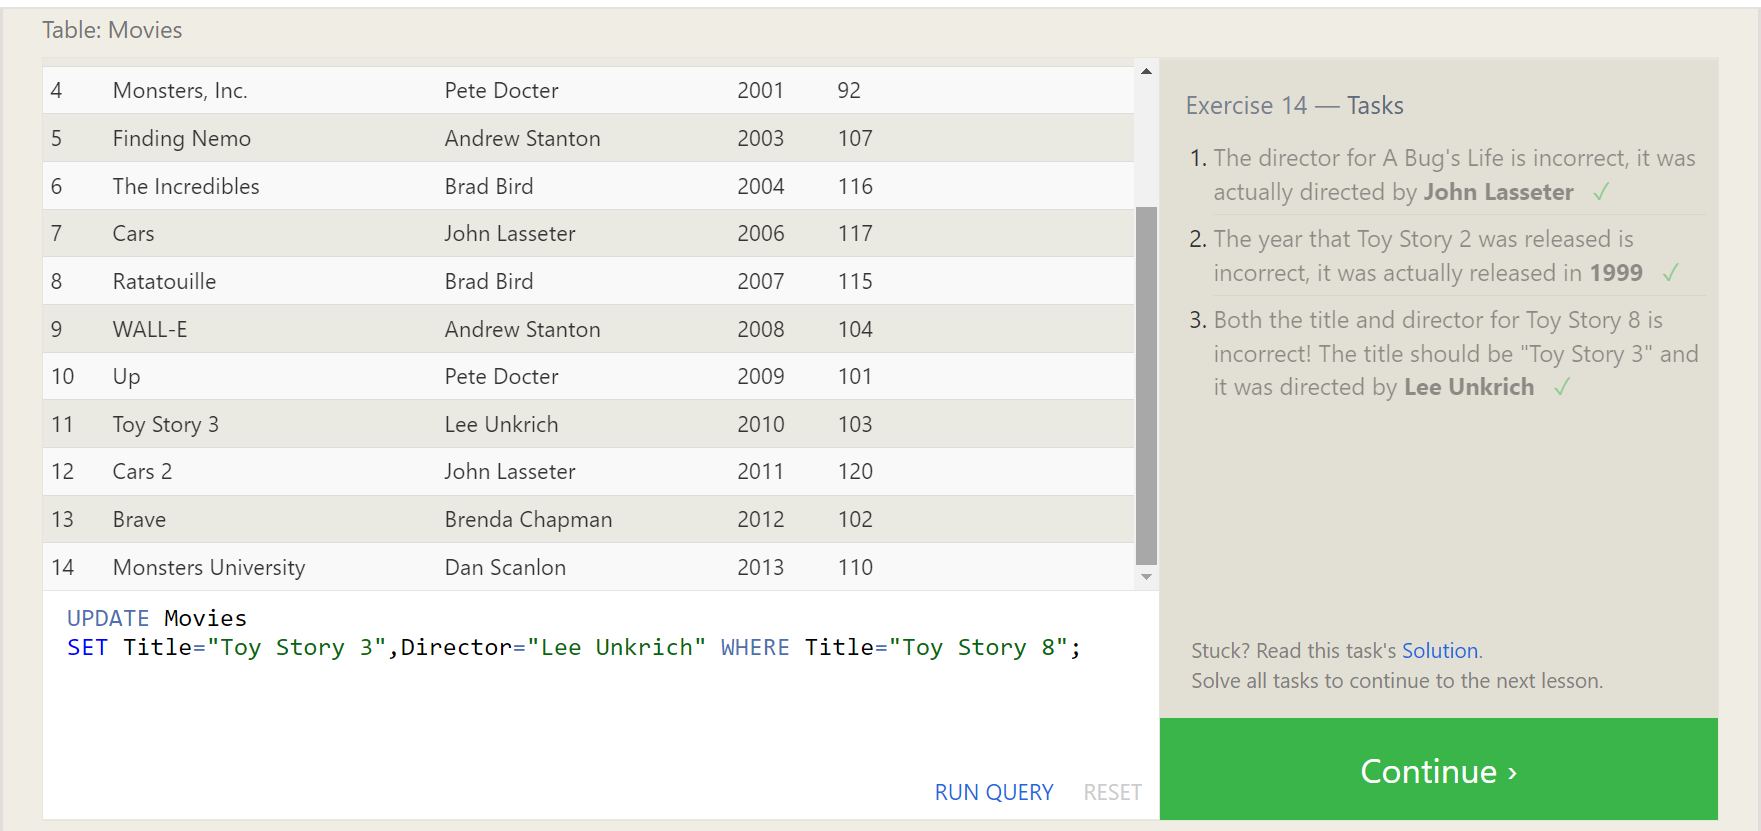 Table: Movies
4 Monsters, Inc. Pete Docter 2001 92
5 Finding Nemo Andrew Stanton 2003 107
6 The Incredibles Brad Bird 2004 116
7 Cars John Lasseter 2006 117
8 Ratatouille Brad Bird 2007 115
9 WALL-E Andrew Stanton 2008 104
10 Up Pete Docter 2009 101
11 Toy Story 3 Lee Unkrich 2010 103
12 Cars 2 John Lasseter 2011 120
13 Brave Brenda Chapman 2012 102
14 Monsters University Dan Scanlon 2013 110
UPDATE Movies
SET Title="Toy Story 3",Director="Lee Unkrich" WHERE Title="Toy Story 8";
RUN QUERY RESET
Exercise 14 — Tasks
1. The director for A Bug's Life is incorrect, it was
actually directed by John Lasseter ✓
2. The year that Toy Story 2 was released is
incorrect, it was actually released in 1999 ✓
3. Both the title and director for Toy Story 8 is
incorrect! The title should be "Toy Story 3" and
it was directed by Lee Unkrich ✓
Stuck? Read this task's Solution.
Solve all tasks to continue to the next lesson.
Continue ›